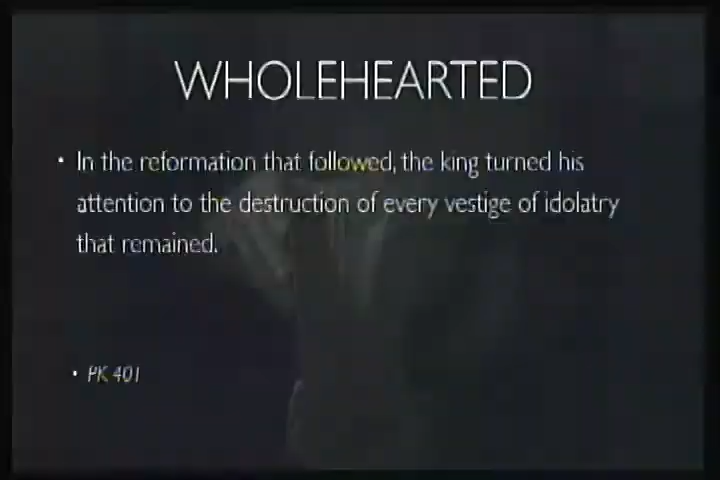 WHOLEHEARTED
• In the reformation that followed, the king turned his
attention to the destruction of every vestige of idolatry
that remained.
• PK 401